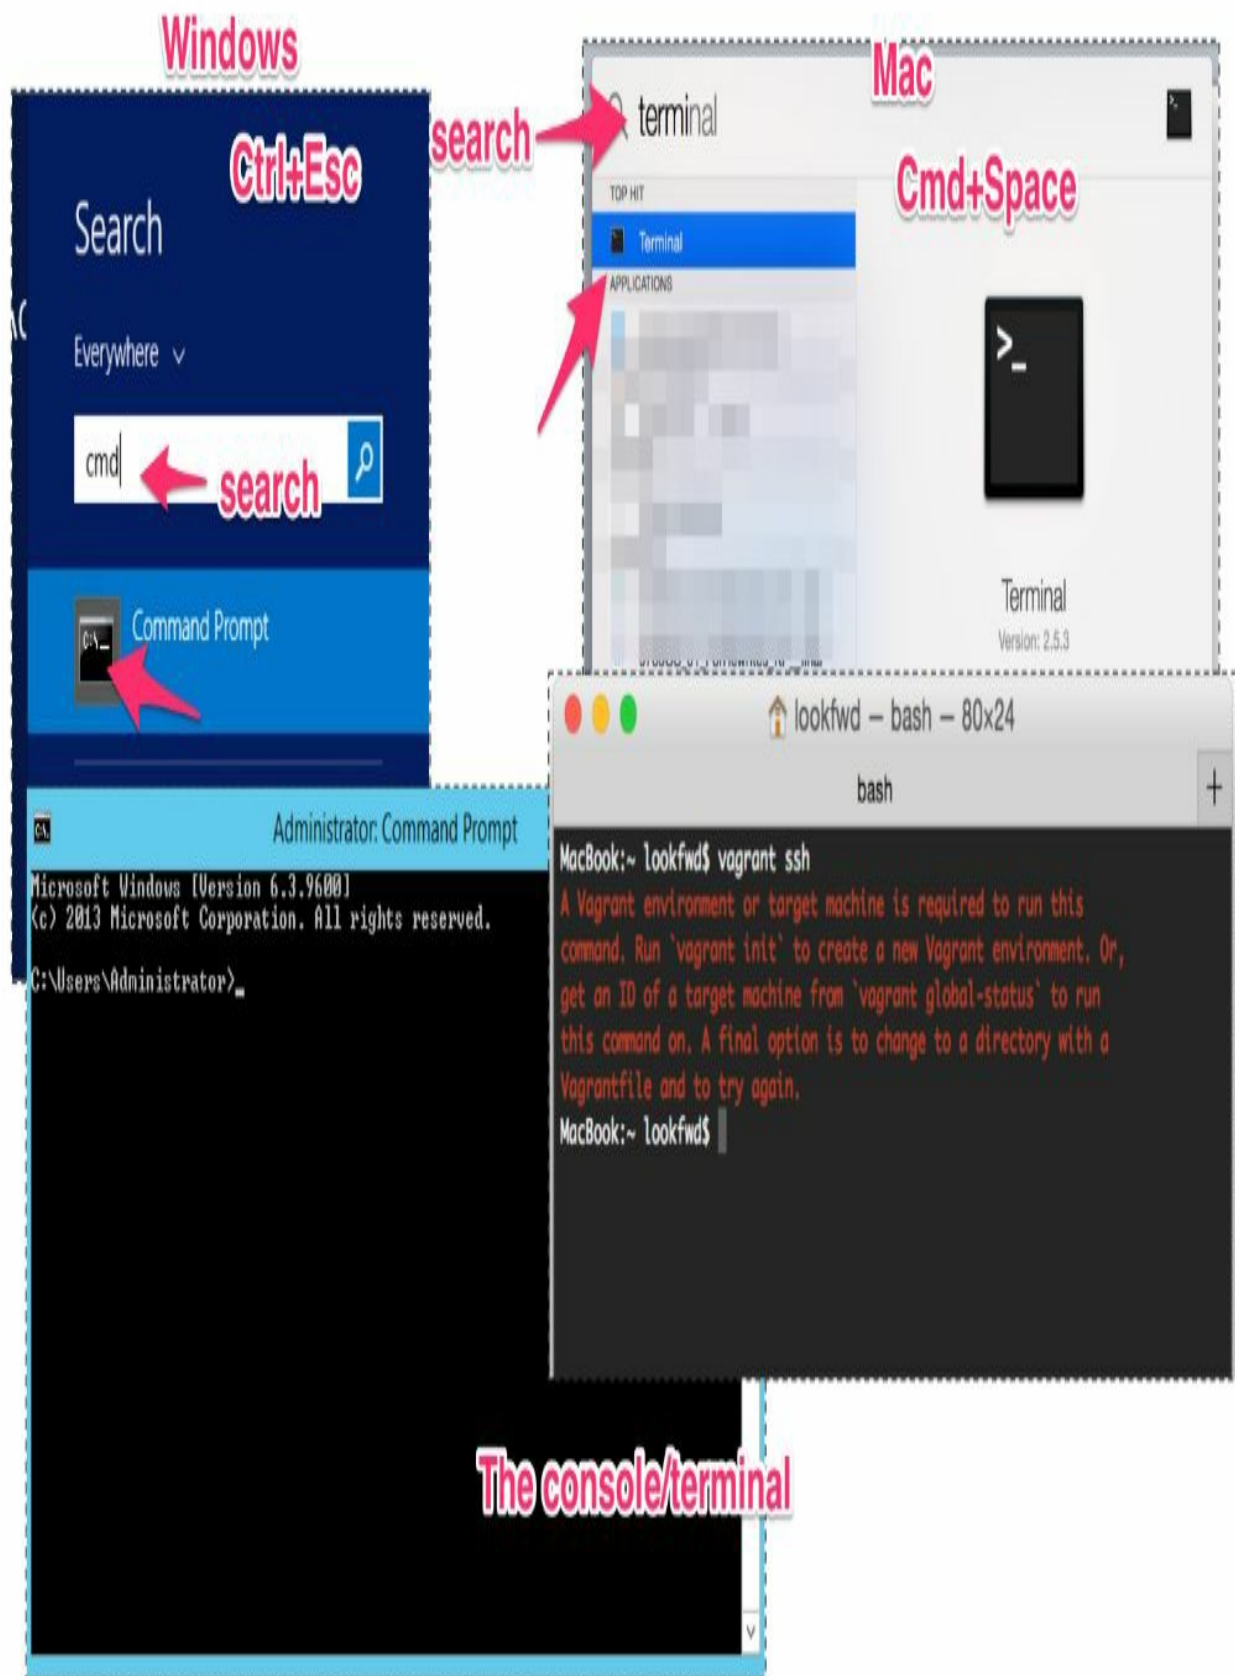 Windows
Ctrl+Esc
Search
Everywhere
cmd
search
Command Prompt
Administrator: Command Prompt
Microsoft Windows [Version 6.3.9600]
(c) 2013 Microsoft Corporation. All rights reserved.
C:\Users\Administrator>_
Mac
search
terminal
Cmd+Space
TOP HIT
Terminal
APPLICATIONS
>_
Terminal
Version: 2.5.3
lookfwd — bash — 80×24
bash
+
MacBook:~ lookfwd$ vagrant ssh
A Vagrant environment or target machine is required to run this
command. Run `vagrant init` to create a new Vagrant environment. Or,
get an ID of a target machine from `vagrant global-status` to run
this command on. A final option is to change to a directory with a
Vagrantfile and to try again.
MacBook:~ lookfwd$
The console/terminal